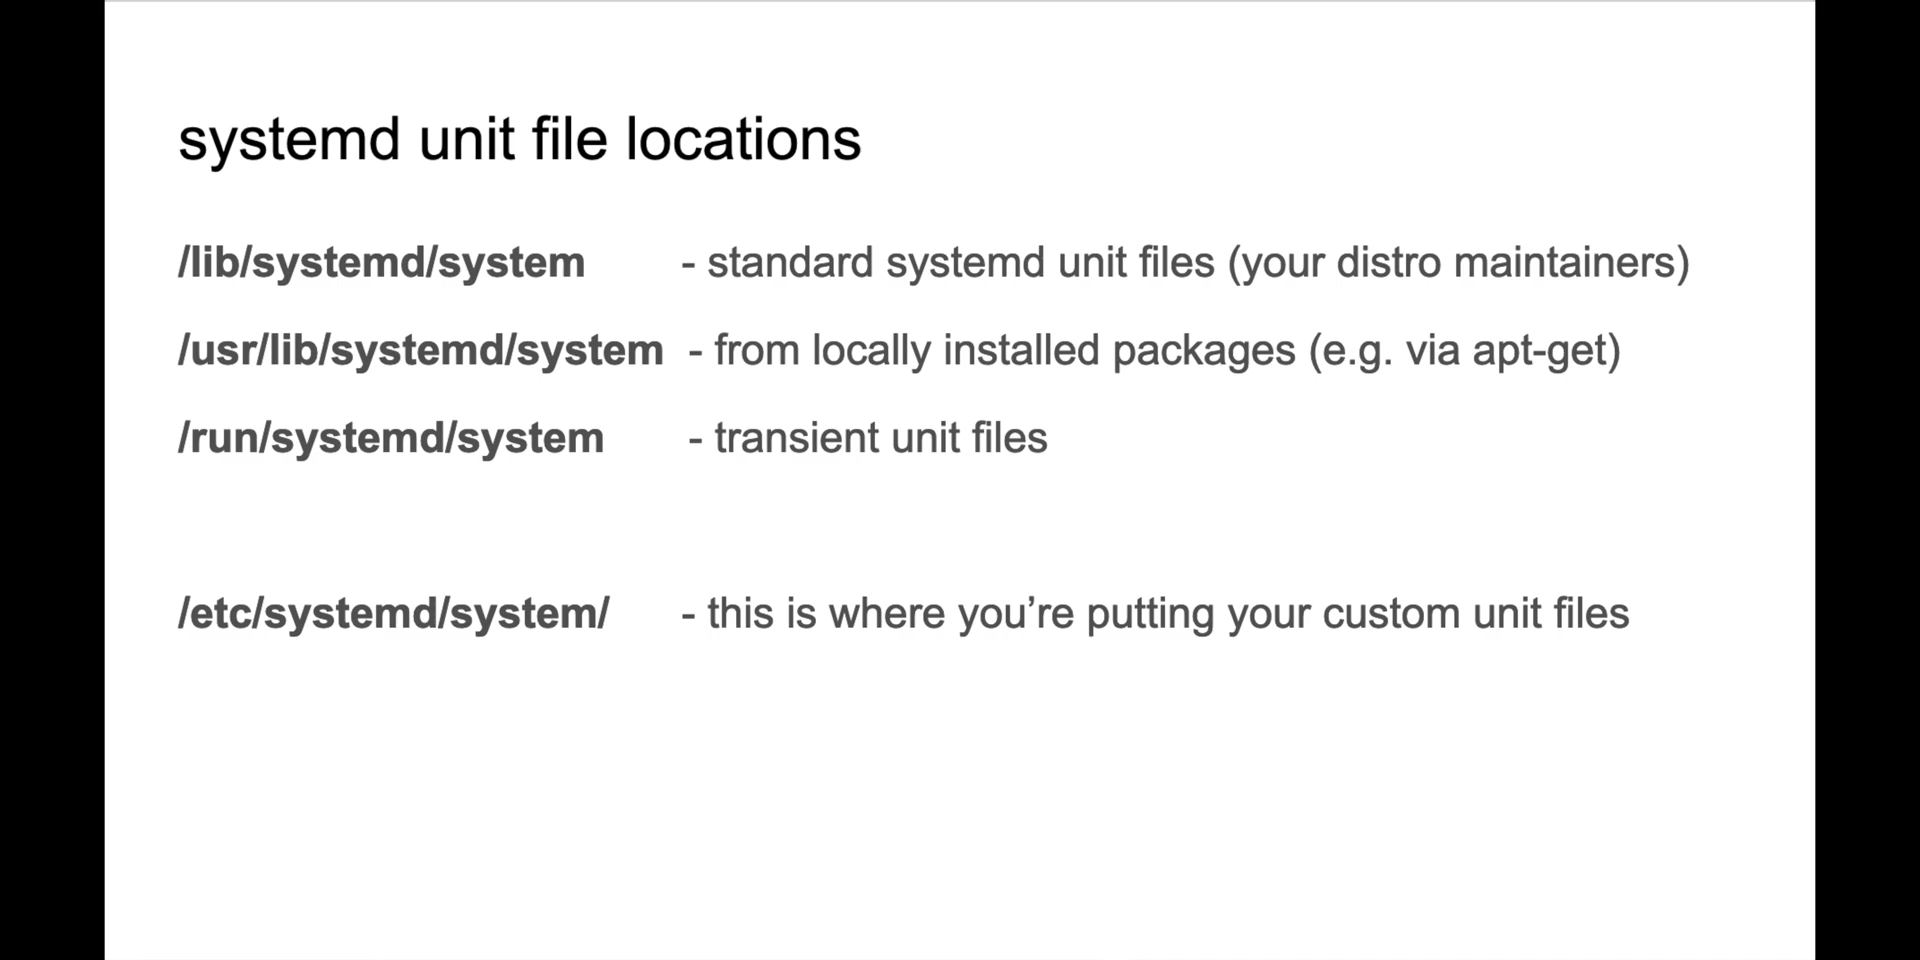 systemd unit file locations
/lib/systemd/system - standard systemd unit files (your distro maintainers)
/usr/lib/systemd/system - from locally installed packages (e.g. via apt-get)
/run/systemd/system - transient unit files
/etc/systemd/system/ - this is where you’re putting your custom unit files